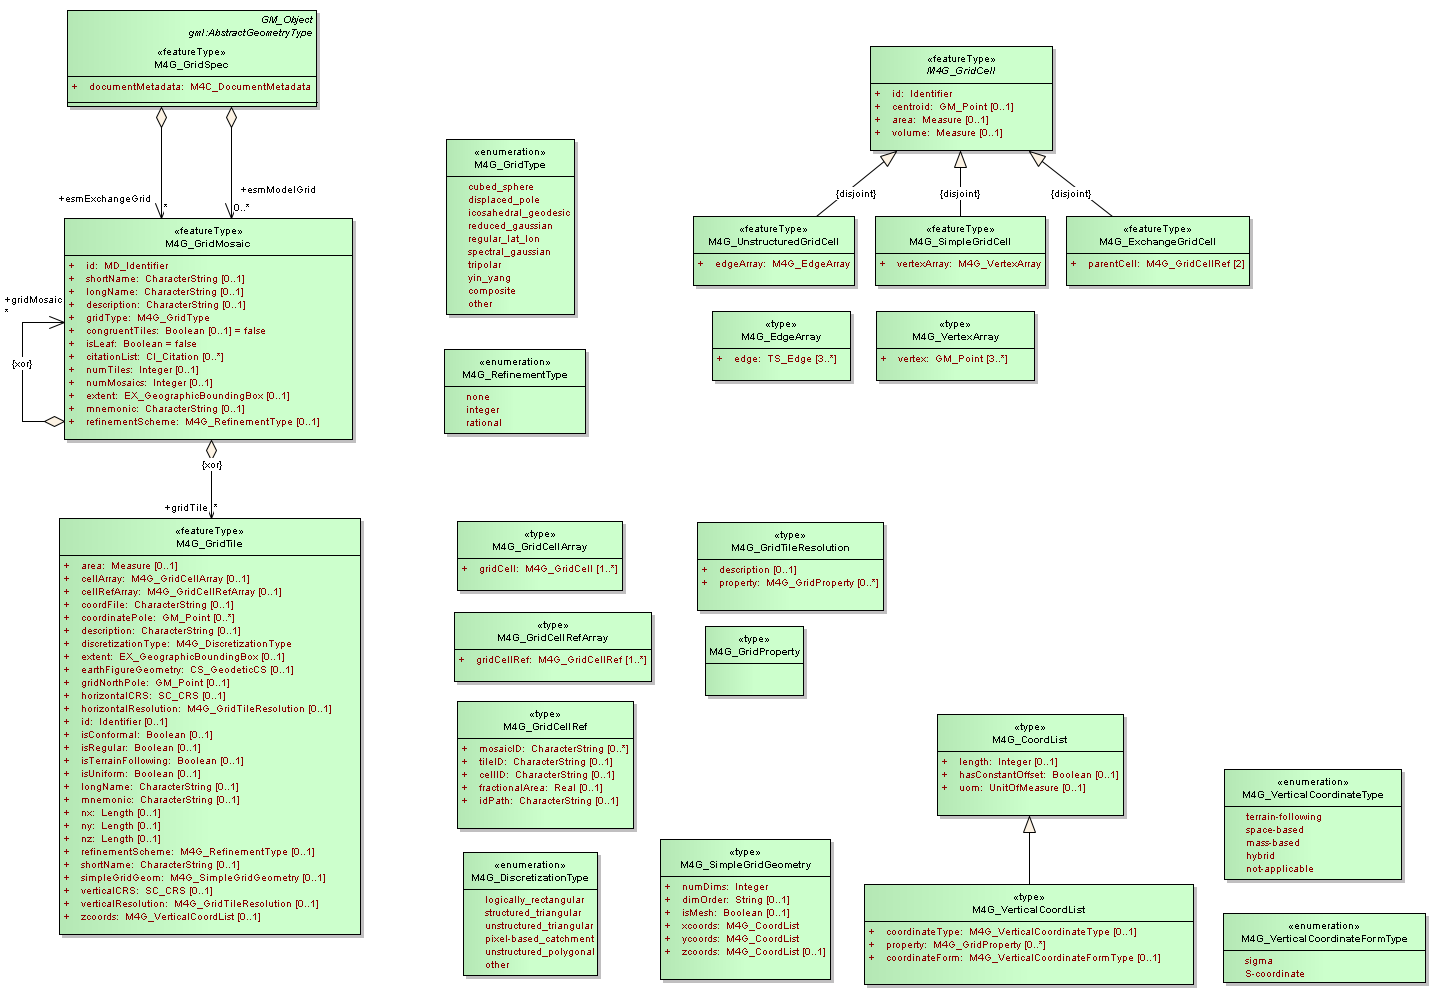 GM_Object
gml:AbstractGeometryType
«featureType»
M4G_GridSpec
+ documentMetadata: M4C_DocumentMetadata
+esmExchangeGrid
*
+esmModelGrid
0..*
«featureType»
M4G_GridMosaic
+ id: MD_Identifier
+ shortName: CharacterString [0..1]
+ longName: CharacterString [0..1]
+ description: CharacterString [0..1]
+ gridType: M4G_GridType
+ congruentTiles: Boolean [0..1] = false
+ isLeaf: Boolean = false
+ citationList: CI_Citation [0..*]
+ numTiles: Integer [0..1]
+ numMosaics: Integer [0..1]
+ extent: EX_GeographicBoundingBox [0..1]
+ mnemonic: CharacterString [0..1]
+ refinementScheme: M4G_RefinementType [0..1]
+gridMosaic
*
{xor}
{xor}
+gridTile *
«featureType»
M4G_GridTile
+ area: Measure [0..1]
+ cellArray: M4G_GridCellArray [0..1]
+ cellRefArray: M4G_GridCellRefArray [0..1]
+ coordFile: CharacterString [0..1]
+ coordinatePole: GM_Point [0..*]
+ description: CharacterString [0..1]
+ discretizationType: M4G_DiscretizationType
+ extent: EX_GeographicBoundingBox [0..1]
+ earthFigureGeometry: CS_GeodeticCS [0..1]
+ gridNorthPole: GM_Point [0..1]
+ horizontalCRS: SC_CRS [0..1]
+ horizontalResolution: M4G_GridTileResolution [0..1]
+ id: Identifier [0..1]
+ isConformal: Boolean [0..1]
+ isRegular: Boolean [0..1]
+ isTerrainFollowing: Boolean [0..1]
+ isUniform: Boolean [0..1]
+ longName: CharacterString [0..1]
+ mnemonic: CharacterString [0..1]
+ nx: Length [0..1]
+ ny: Length [0..1]
+ nz: Length [0..1]
+ refinementScheme: M4G_RefinementType [0..1]
+ shortName: CharacterString [0..1]
+ simpleGridGeom: M4G_SimpleGridGeometry [0..1]
+ verticalCRS: SC_CRS [0..1]
+ verticalResolution: M4G_GridTileResolution [0..1]
+ zcoords: M4G_VerticalCoordList [0..1]
«enumeration»
M4G_GridType
cubed_sphere
displaced_pole
icosahedral_geodesic
reduced_gaussian
regular_lat_lon
spectral_gaussian
tripolar
yin_yang
composite
other
«enumeration»
M4G_RefinementType
none
integer
rational
«featureType»
M4G_GridCell
+ id: Identifier
+ centroid: GM_Point [0..1]
+ area: Measure [0..1]
+ volume: Measure [0..1]
{disjoint}
{disjoint}
{disjoint}
«featureType»
M4G_UnstructuredGridCell
+ edgeArray: M4G_EdgeArray
«featureType»
M4G_SimpleGridCell
+ vertexArray: M4G_VertexArray
«featureType»
M4G_ExchangeGridCell
+ parentCell: M4G_GridCellRef [2]
«type»
M4G_EdgeArray
+ edge: TS_Edge [3..*]
«type»
M4G_VertexArray
+ vertex: GM_Point [3..*]
«type»
M4G_GridCellArray
+ gridCell: M4G_GridCell [1..*]
«type»
M4G_GridTileResolution
+ description [0..1]
+ property: M4G_GridProperty [0..*]
«type»
M4G_GridCellRefArray
+ gridCellRef: M4G_GridCellRef [1..*]
«type»
M4G_GridProperty
«type»
M4G_GridCellRef
+ mosaicID: CharacterString [0..*]
+ tileID: CharacterString [0..1]
+ cellID: CharacterString [0..1]
+ fractionalArea: Real [0..1]
+ idPath: CharacterString [0..1]
«enumeration»
M4G_DiscretizationType
logically_rectangular
structured_triangular
unstructured_triangular
pixel-based_catchment
unstructured_polygonal
other
«type»
M4G_SimpleGridGeometry
+ numDims: Integer
+ dimOrder: String [0..1]
+ isMesh: Boolean [0..1]
+ xcoords: M4G_CoordList
+ ycoords: M4G_CoordList
+ zcoords: M4G_CoordList [0..1]
«type»
M4G_CoordList
+ length: Integer [0..1]
+ hasConstantOffset: Boolean [0..1]
+ uom: UnitOfMeasure [0..1]
«type»
M4G_VerticalCoordList
+ coordinateType: M4G_VerticalCoordinateType [0..1]
+ property: M4G_GridProperty [0..*]
+ coordinateForm: M4G_VerticalCoordinateFormType [0..1]
«enumeration»
M4G_VerticalCoordinateType
terrain-following
space-based
mass-based
hybrid
not-applicable
«enumeration»
M4G_VerticalCoordinateFormType
sigma
S-coordinate